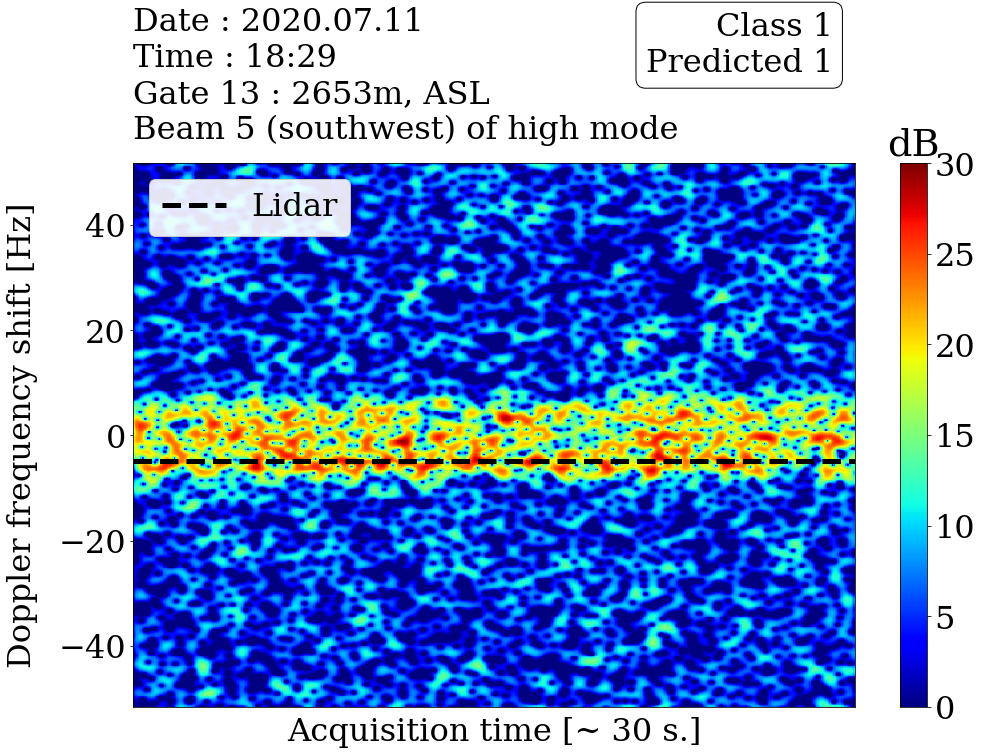 Date : 2020.07.11
Time : 18:29
Gate 13 : 2653m, ASL
Beam 5 (southwest) of high mode
Class 1
Predicted 1
dB
Lidar
Doppler frequency shift [Hz]
40
20
0
−20
−40
30
25
20
15
10
5
0
Acquisition time [~ 30 s.]